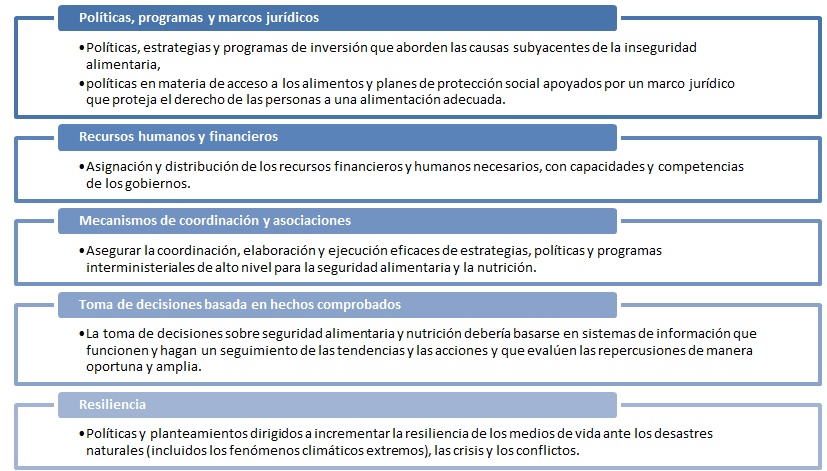 Políticas, programas y marcos jurídicos
•Políticas, estrategias y programas de inversión que aborden las causas subyacentes de la inseguridad
alimentaria,
•políticas en materia de acceso a los alimentos y planes de protección social apoyados por un marco jurídico
que proteja el derecho de las personas a una alimentación adecuada.
Recursos humanos y financieros
•Asignación y distribución de los recursos financieros y humanos necesarios, con capacidades y competencias
de los gobiernos.
Mecanismos de coordinación y asociaciones
•Asegurar la coordinación, elaboración y ejecución eficaces de estrategias, políticas y programas
interministeriales de alto nivel para la seguridad alimentaria y la nutrición.
Toma de decisiones basada en hechos comprobados
•La toma de decisiones sobre seguridad alimentaria y nutrición debería basarse en sistemas de información que
funcionen y hagan un seguimiento de las tendencias y las acciones y que evalúen las repercusiones de manera
oportuna y amplia.
Resiliencia
•Políticas y planteamientos dirigidos a incrementar la resiliencia de los medios de vida ante los desastres
naturales (incluidos los fenómenos climáticos extremos), las crisis y los conflictos.